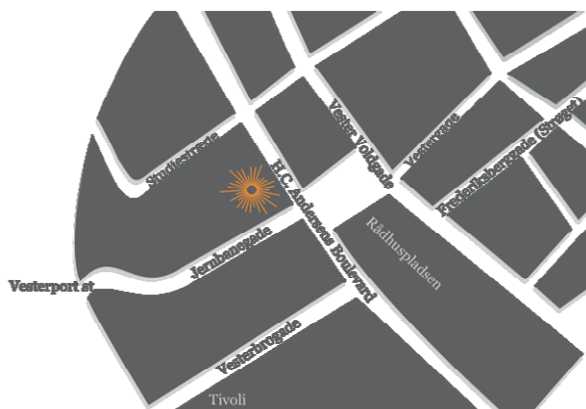 Studiestræde
Vester Voldgade
Vestergade
Frederiksberggade (Strøget)
H.C. Andersens Boulevard
Rådhuspladsen
Jernbanegade
Vesterport st
Vesterbrogade
Tivoli